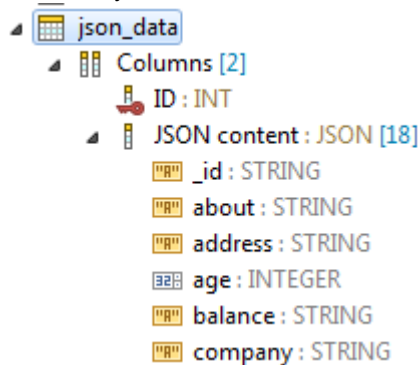 json_data
Columns [2]
ID : INT
JSON content : JSON [18]
"A" _id : STRING
"A" about : STRING
"A" address : STRING
32 age : INTEGER
"A" balance : STRING
"A" company : STRING